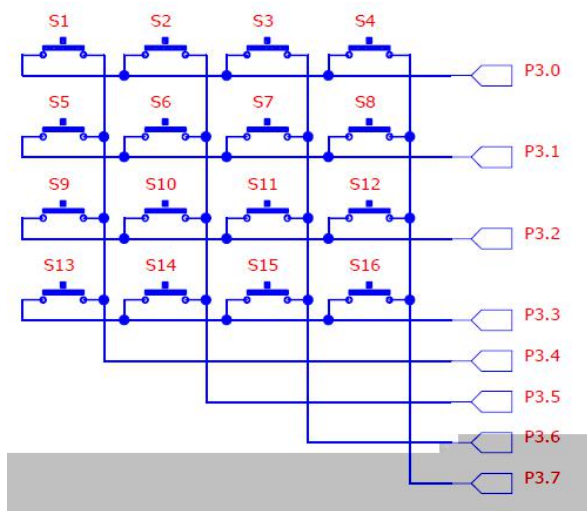 S1 S2 S3 S4
P3.0
S5 S6 S7 S8
P3.1
S9 S10 S11 S12
P3.2
S13 S14 S15 S16
P3.3
P3.4
P3.5
P3.6
P3.7